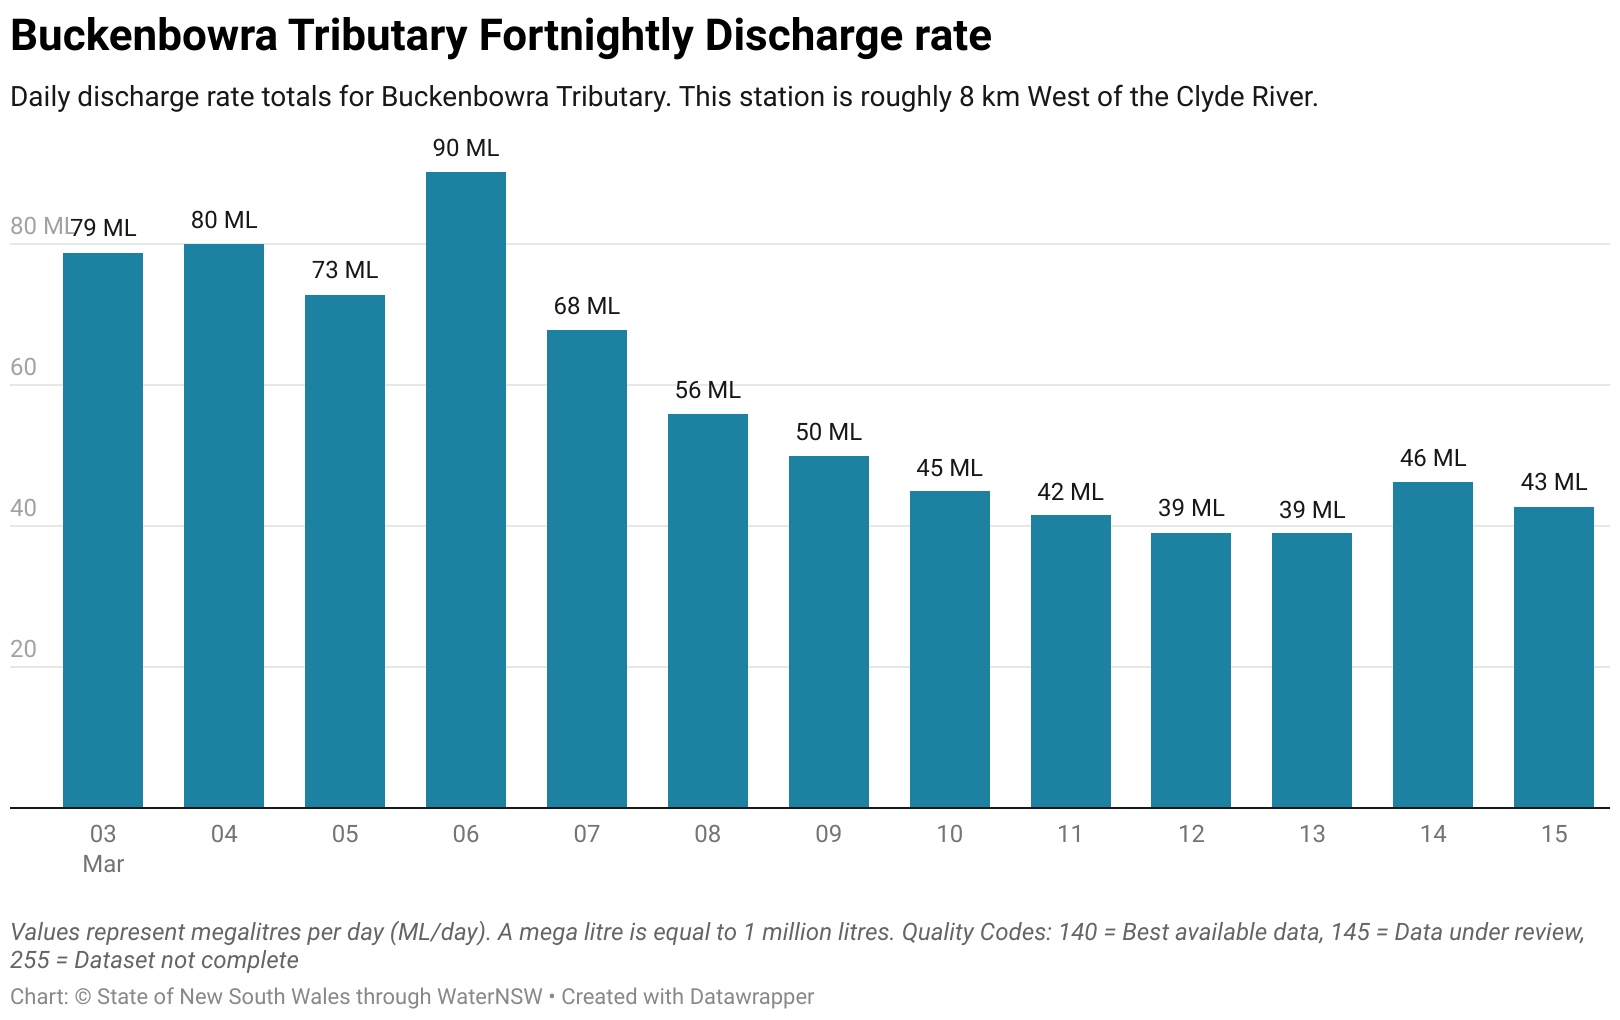 Buckenbowra Tributary Fortnightly Discharge rate
Daily discharge rate totals for Buckenbowra Tributary. This station is roughly 8 km West of the Clyde River.
90 ML
80 ML
79 ML
80 ML
73 ML
68 ML
60
56 ML
50 ML
45 ML
42 ML
40
39 ML
39 ML
46 ML
43 ML
20
03 04 05 06 07 08 09 10 11 12 13 14 15
Mar
Values represent megalitres per day (ML/day). A mega litre is equal to 1 million litres. Quality Codes: 140 = Best available data, 145 = Data under review,
255 = Dataset not complete
Chart: © State of New South Wales through WaterNSW • Created with Datawrapper